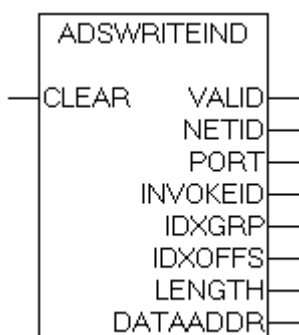 ADSWRITEIND
CLEAR VALID
NETID
PORT
INVOKEID
IDXGRP
IDXOFFS
LENGTH
DATAADDR